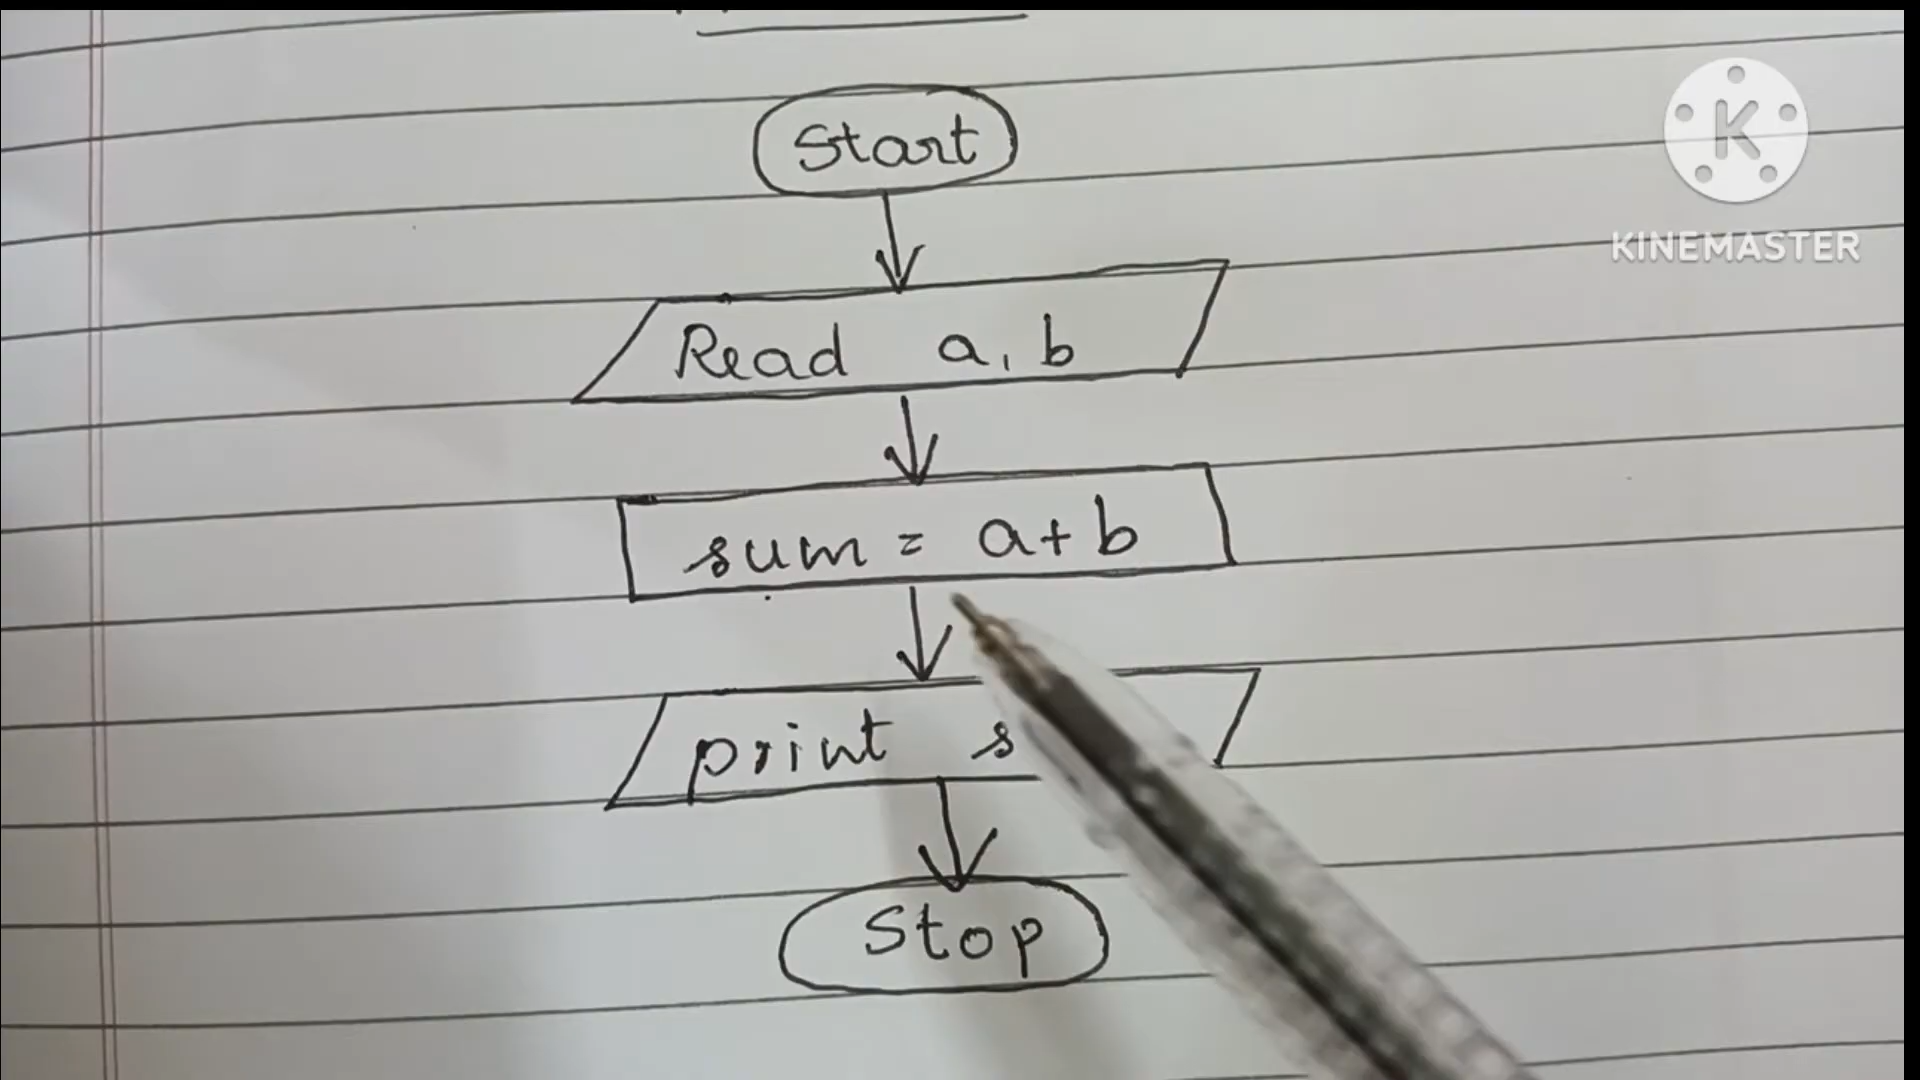 Start
Read a, b
sum = a+b
print s
Stop
K
KINEMASTER